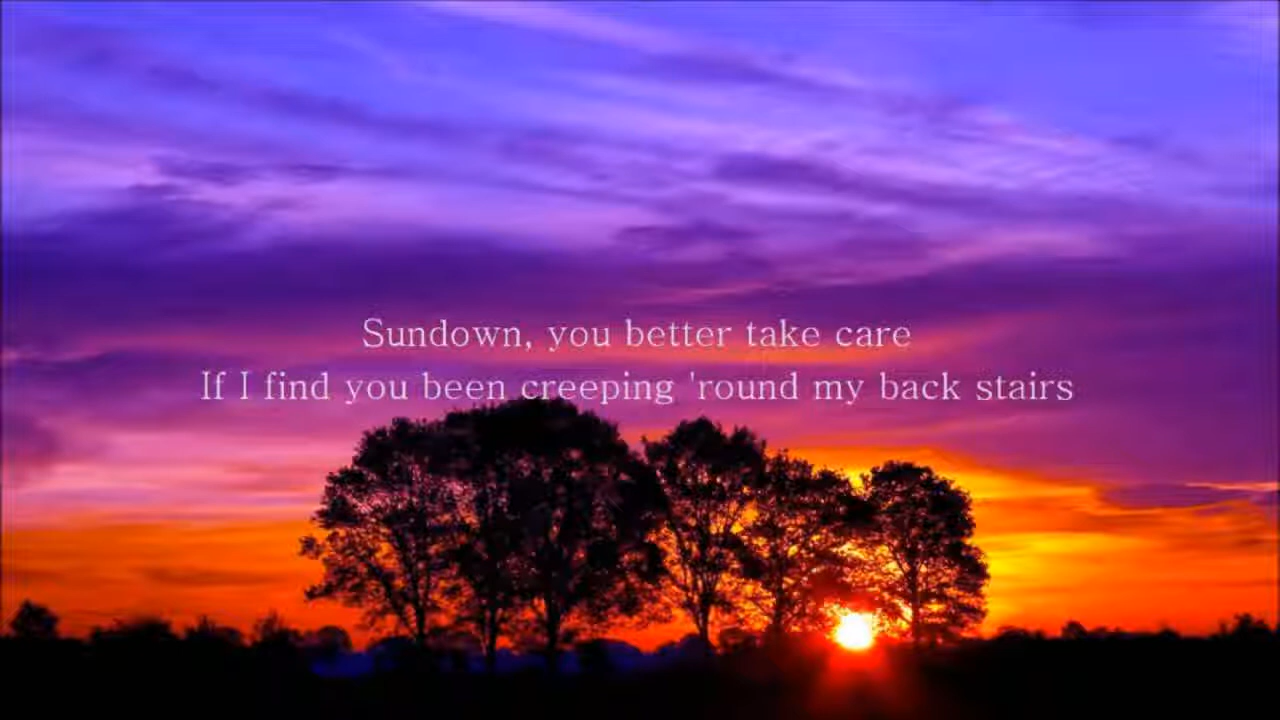 Sundown, you better take care
If I find you been creeping 'round my back stairs